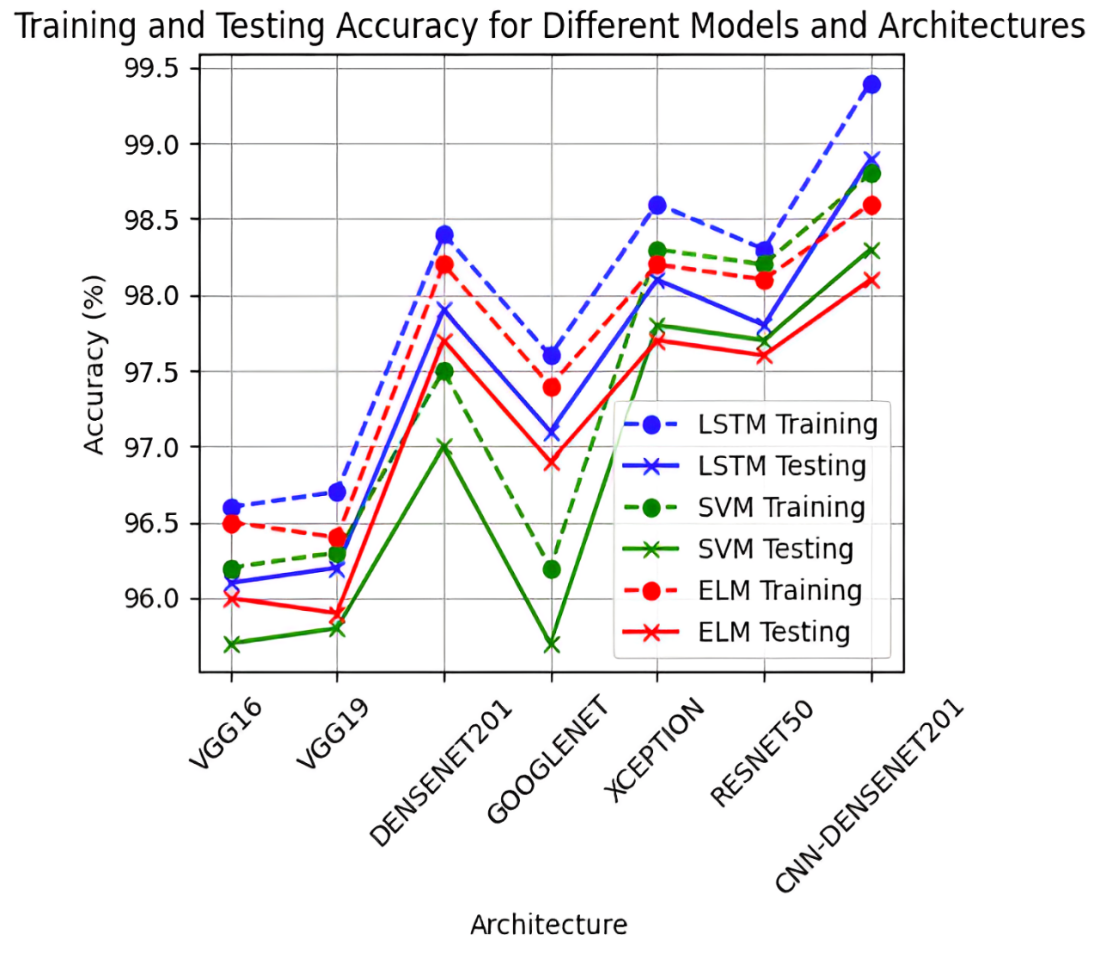 Training and Testing Accuracy for Different Models and Architectures
99.5
99.0
98.5
98.0
97.5
97.0
96.5
96.0
Accuracy (%)
LSTM Training
LSTM Testing
SVM Training
SVM Testing
ELM Training
ELM Testing
VGG16
VGG19
DENSENET201
GOOGLENET
XCEPTION
RESNET50
CNN-DENSENET201
Architecture